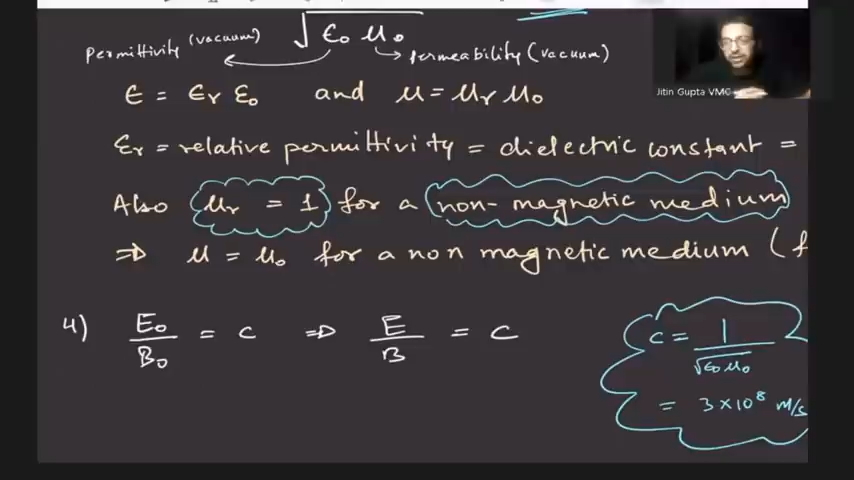 √ε₀ μ₀
permittivity (vacuum)
permeability (vacuum)
Jitin Gupta VMC
ε = εᵣ ε₀ and μ = μᵣ μ₀
εᵣ = relative permittivity = dielectric constant =
Also μᵣ = 1 for a non-magnetic medium
⇒ μ = μ₀ for a non magnetic medium (f
4) E₀/B₀ = c ⇒ E/B = c
c = 1/√ε₀μ₀
= 3×10⁸ m/s